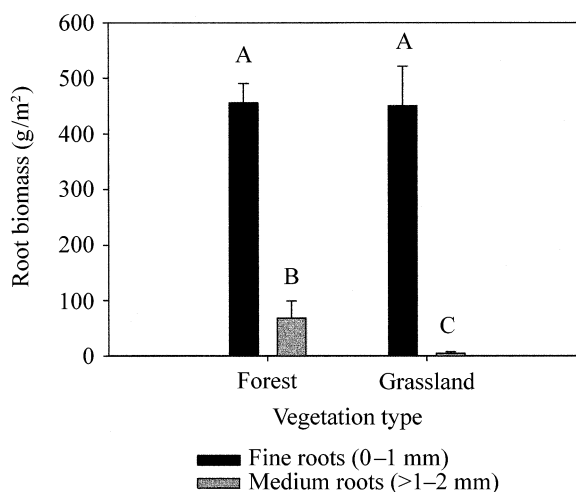 Root biomass (g/m²)
600
500
400
300
200
100
0
A
A
B
C
Forest
Grassland
Vegetation type
Fine roots (0–1 mm)
Medium roots (>1–2 mm)